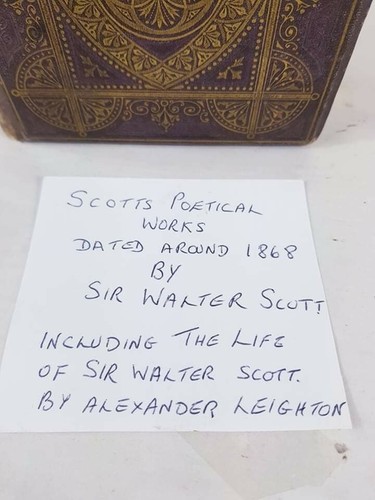 SCOTTS POETICAL
WORKS
DATED AROUND 1868
BY
SIR WALTER SCOTT
INCLUDING THE LIFE
OF SIR WALTER SCOTT.
BY ALEXANDER LEIGHTON